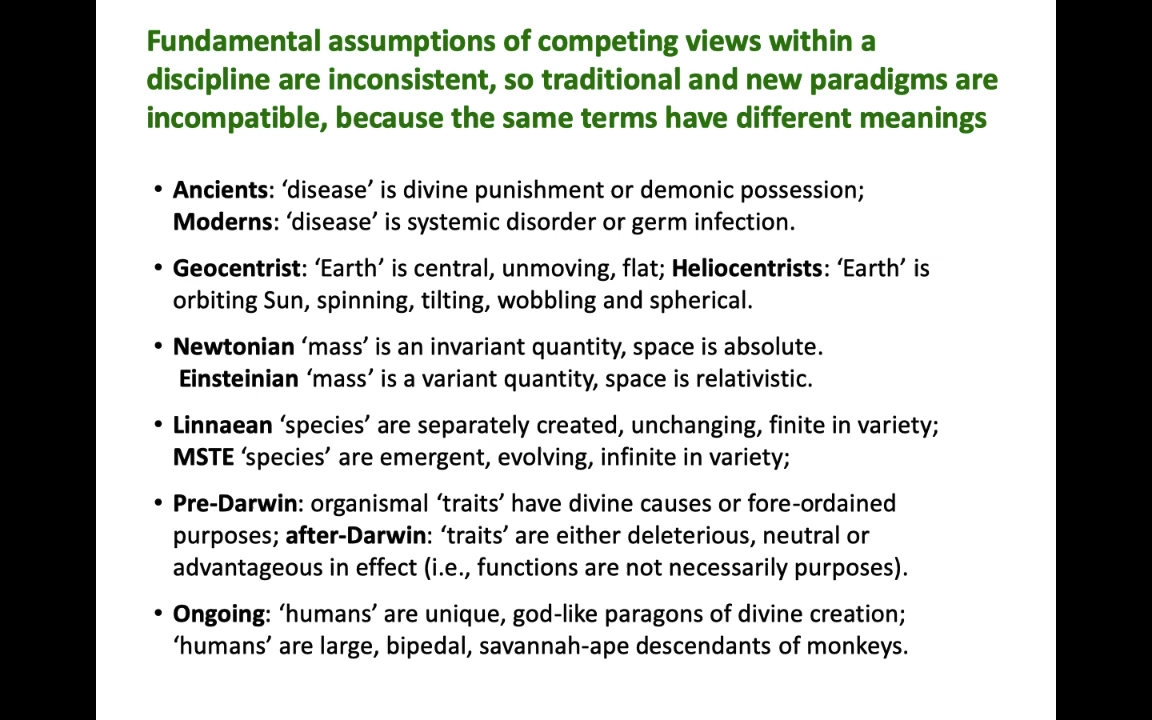 Fundamental assumptions of competing views within a
discipline are inconsistent, so traditional and new paradigms are
incompatible, because the same terms have different meanings
• Ancients: ‘disease’ is divine punishment or demonic possession;
Moderns: ‘disease’ is systemic disorder or germ infection.
• Geocentrist: ‘Earth’ is central, unmoving, flat; Heliocentrists: ‘Earth’ is
orbiting Sun, spinning, tilting, wobbling and spherical.
• Newtonian ‘mass’ is an invariant quantity, space is absolute.
Einsteinian ‘mass’ is a variant quantity, space is relativistic.
• Linnaean ‘species’ are separately created, unchanging, finite in variety;
MSTE ‘species’ are emergent, evolving, infinite in variety;
• Pre-Darwin: organismal ‘traits’ have divine causes or fore-ordained
purposes; after-Darwin: ‘traits’ are either deleterious, neutral or
advantageous in effect (i.e., functions are not necessarily purposes).
• Ongoing: ‘humans’ are unique, god-like paragons of divine creation;
‘humans’ are large, bipedal, savannah-ape descendants of monkeys.